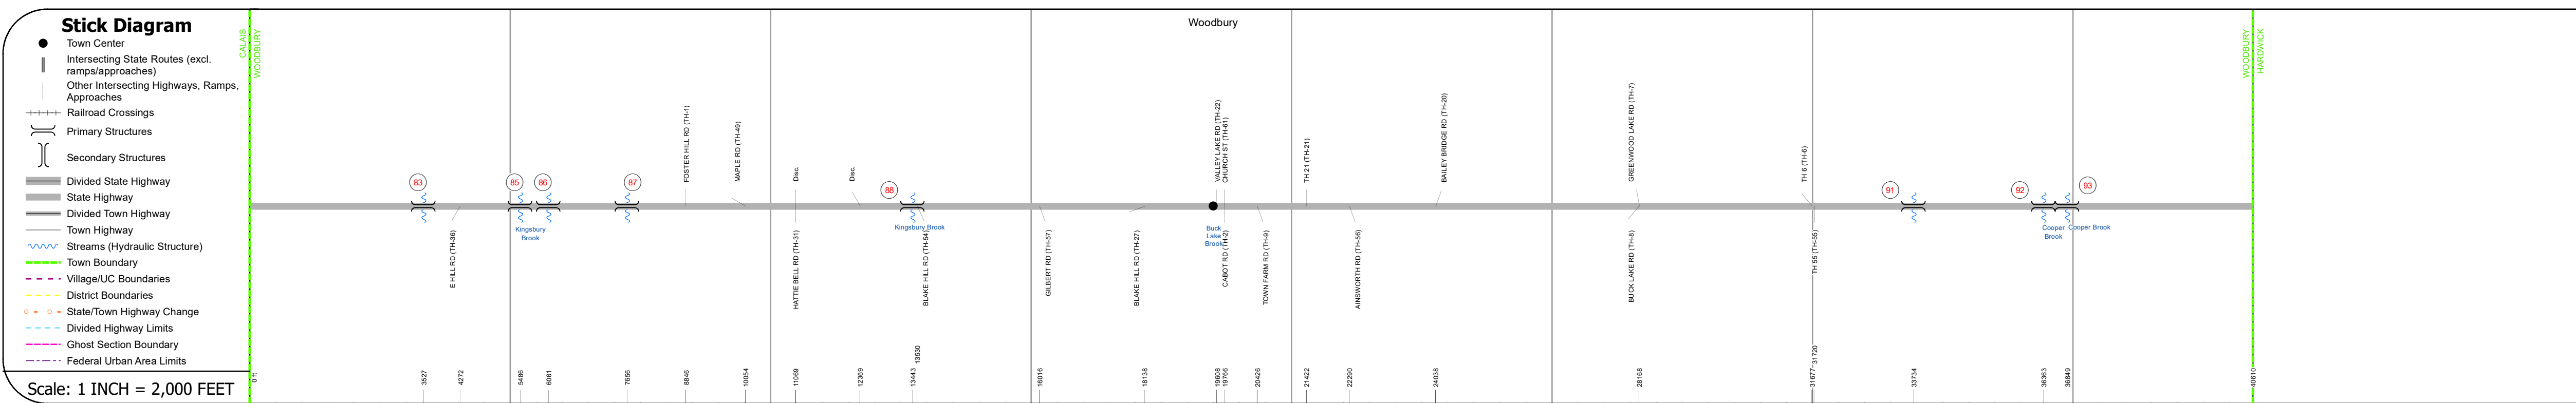 Stick Diagram
Town Center
Intersecting State Routes (excl.
ramps/approaches)
Other Intersecting Highways, Ramps,
Approaches
Railroad Crossings
Primary Structures
Secondary Structures
Divided State Highway
State Highway
Divided Town Highway
Town Highway
Streams (Hydraulic Structure)
Town Boundary
Village/UC Boundaries
District Boundaries
State/Town Highway Change
Divided Highway Limits
Ghost Section Boundary
Federal Urban Area Limits
Scale: 1 INCH = 2,000 FEET
Woodbury
CALAIS
WOODBURY
WOODBURY
HARDWICK
FOSTER HILL RD (TH-1)
MAPLE RD (TH-49)
Disc.
Disc.
VALLEY LAKE RD (TH-22)
CHURCH ST (TH-61)
TH 21 (TH-21)
BAILEY BRIDGE RD (TH-20)
GREENWOOD LAKE RD (TH-7)
TH 6 (TH-6)
83
85
86
87
88
91
92
93
Kingsbury
Brook
Kingsbury Brook
Buck
Lake
Brook
Cooper
Brook
Cooper Brook
E HILL RD (TH-36)
HATTIE BELL RD (TH-31)
BLAKE HILL RD (TH-54)
GILBERT RD (TH-57)
BLAKE HILL RD (TH-27)
CABOT RD (TH-2)
TOWN FARM RD (TH-9)
AINSWORTH RD (TH-56)
BUCK LAKE RD (TH-8)
TH 55 (TH-55)
0 ft
3527
4272
5486
6061
7656
8846
10054
11069
12369
13443
13530
16016
18138
19608
19766
20426
21422
22290
24038
28168
31677
31720
33734
36363
36849
40610